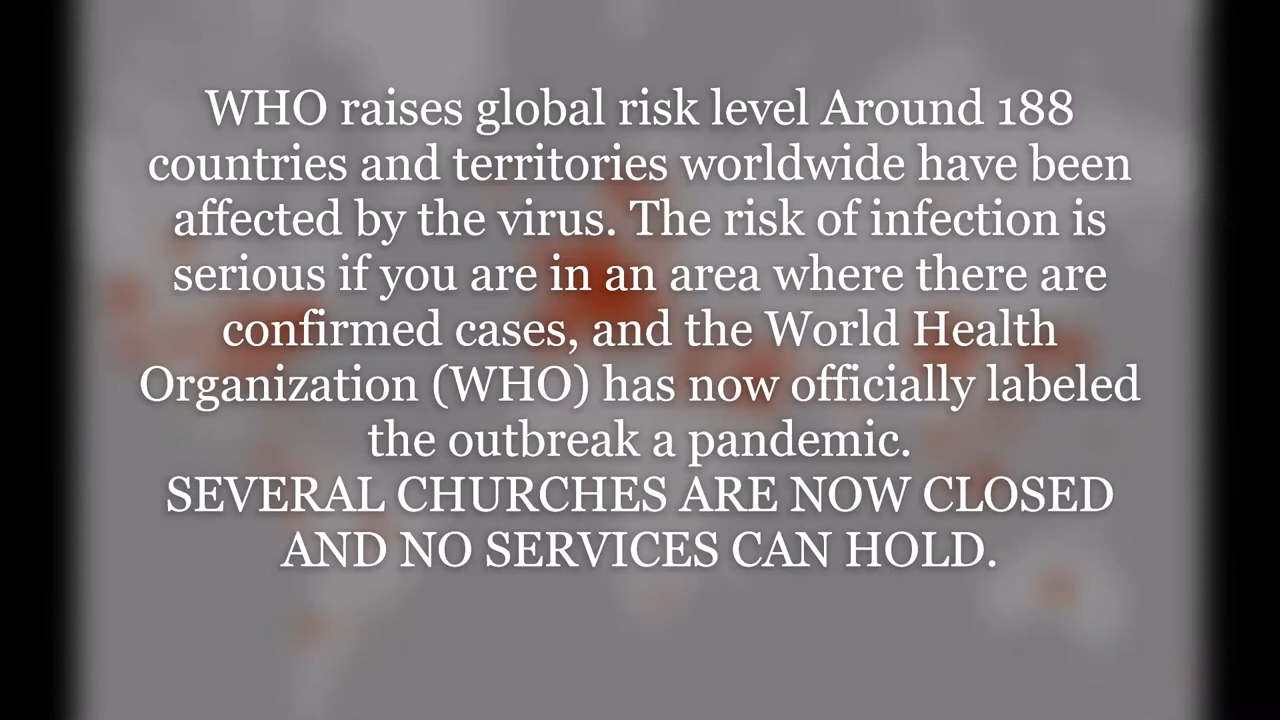 WHO raises global risk level Around 188
countries and territories worldwide have been
affected by the virus. The risk of infection is
serious if you are in an area where there are
confirmed cases, and the World Health
Organization (WHO) has now officially labeled
the outbreak a pandemic.
SEVERAL CHURCHES ARE NOW CLOSED
AND NO SERVICES CAN HOLD.